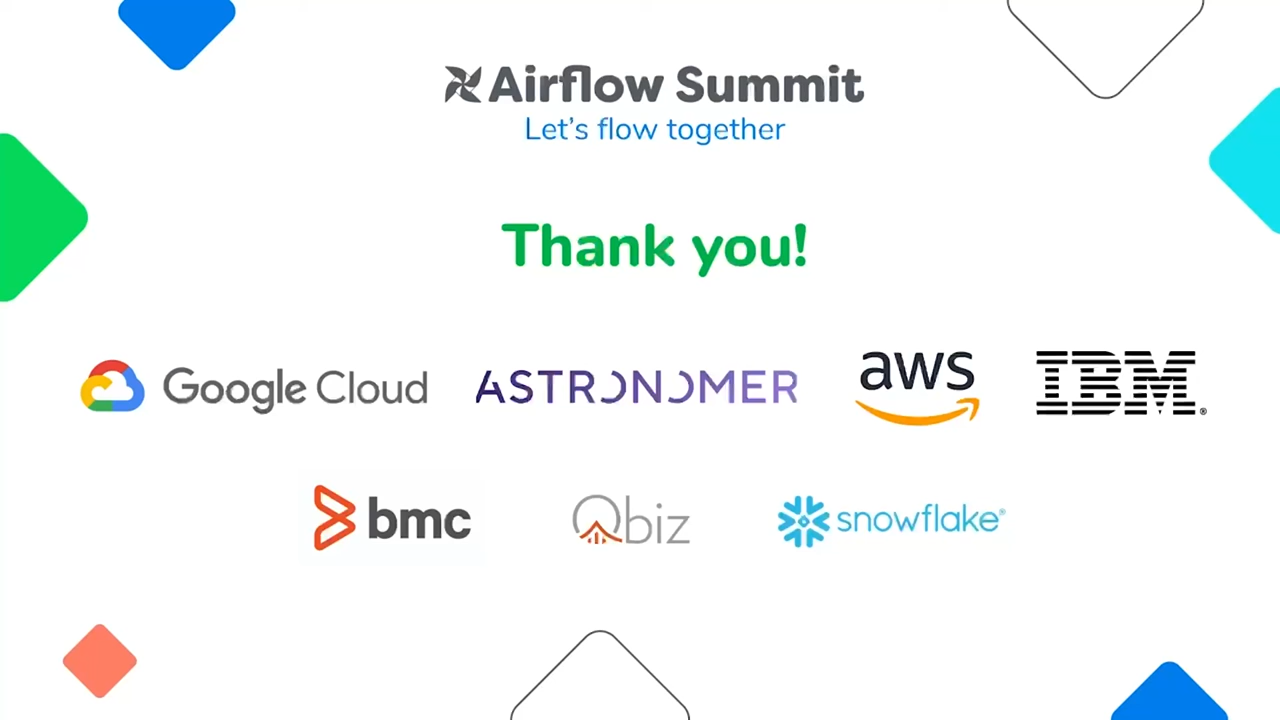 Airflow Summit
Let's flow together
Thank you!
Google Cloud ASTRONOMER aws IBM®
bmc Qbiz snowflake®